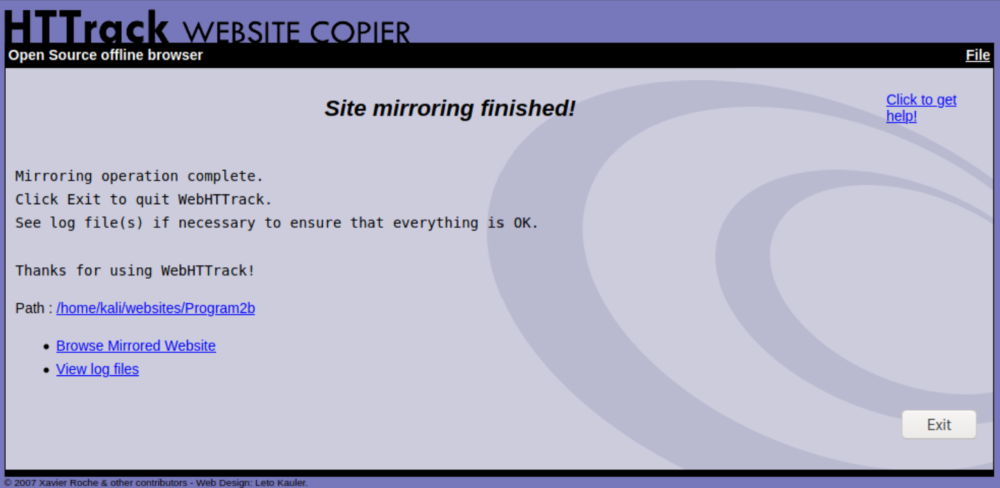 HTTrack WEBSITE COPIER
Open Source offline browser
File
Site mirroring finished!
Click to get
help!
Mirroring operation complete.
Click Exit to quit WebHTTrack.
See log file(s) if necessary to ensure that everything is OK.
Thanks for using WebHTTrack!
Path : /home/kali/websites/Program2b
• Browse Mirrored Website
• View log files
Exit
© 2007 Xavier Roche & other contributors - Web Design: Leto Kauler.